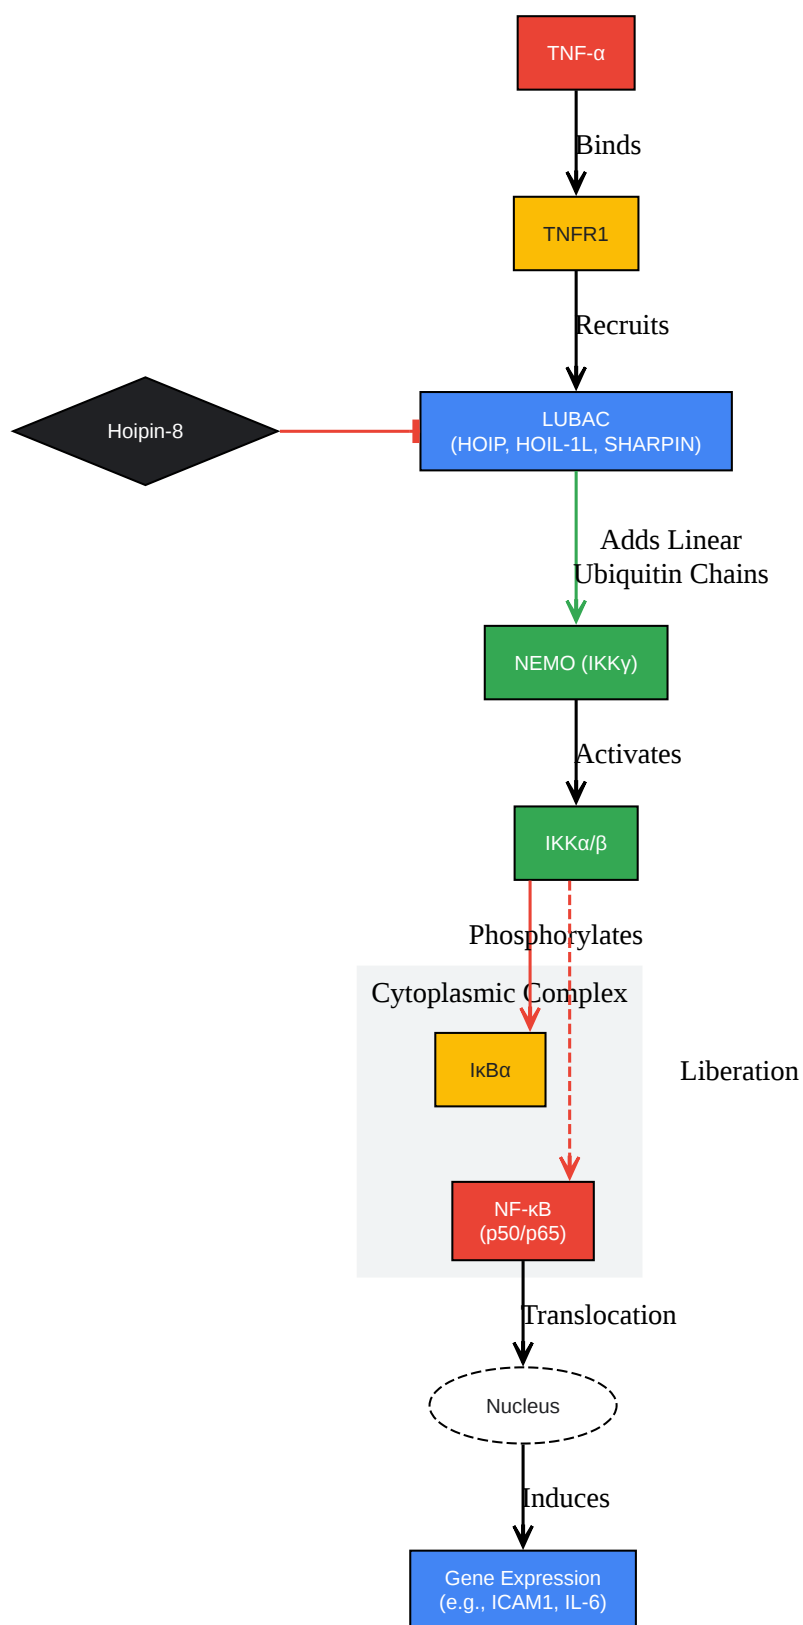 TNF-α
Binds
TNFR1
Recruits
Hoipin-8
LUBAC
(HOIP, HOIL-1L, SHARPIN)
Adds Linear
Ubiquitin Chains
NEMO (IKKγ)
Activates
IKKα/β
Phosphorylates
Cytoplasmic Complex
IκBα
Liberation
NF-κB
(p50/p65)
Translocation
Nucleus
Induces
Gene Expression
(e.g., ICAM1, IL-6)